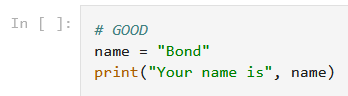 In [ ]:
# GOOD
name = "Bond"
print("Your name is", name)